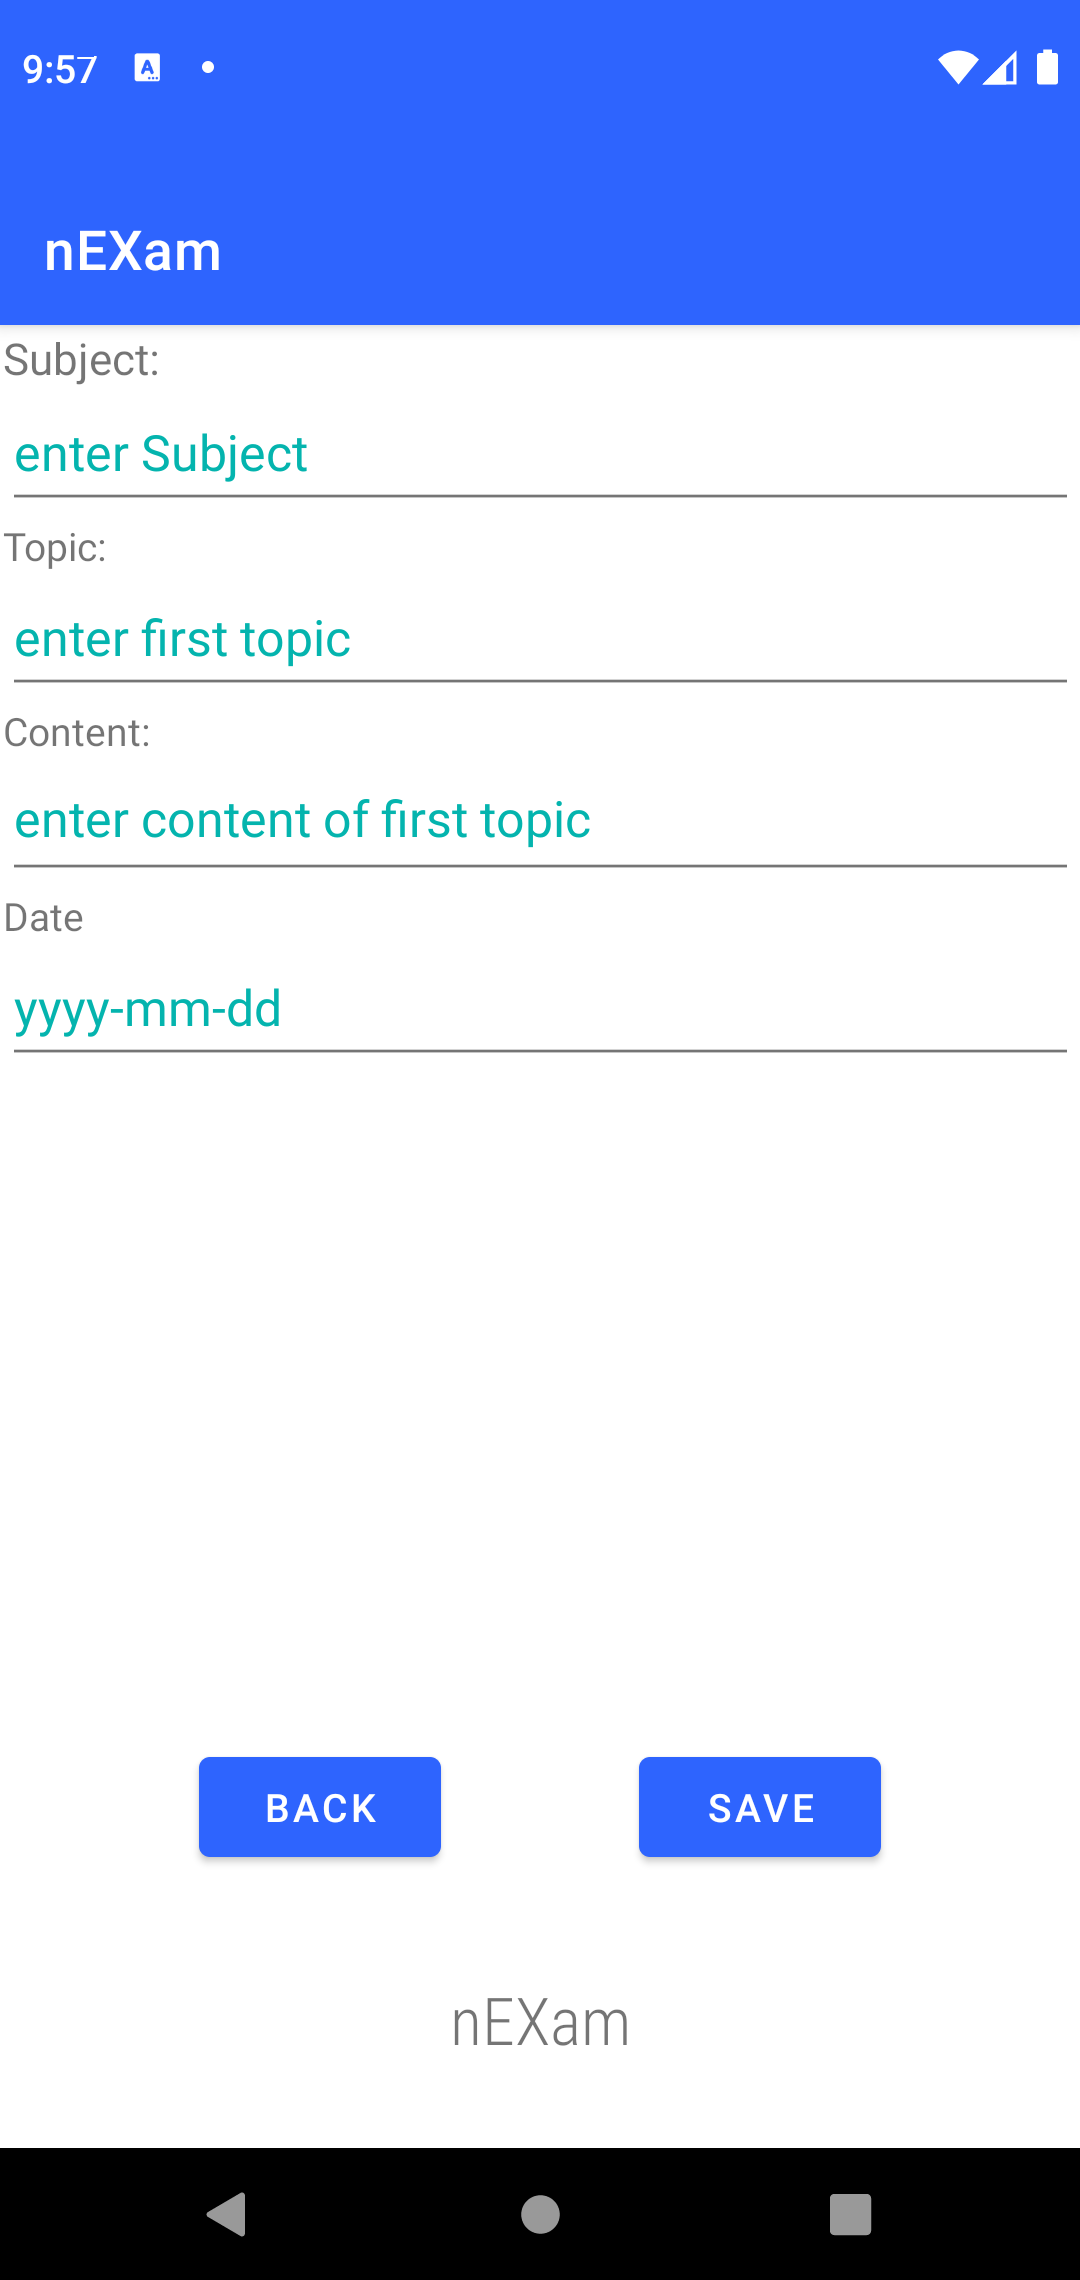 9:57
nEXam
Subject:
enter Subject
Topic:
enter first topic
Content:
enter content of first topic
Date
yyyy-mm-dd
BACK
SAVE
nEXam